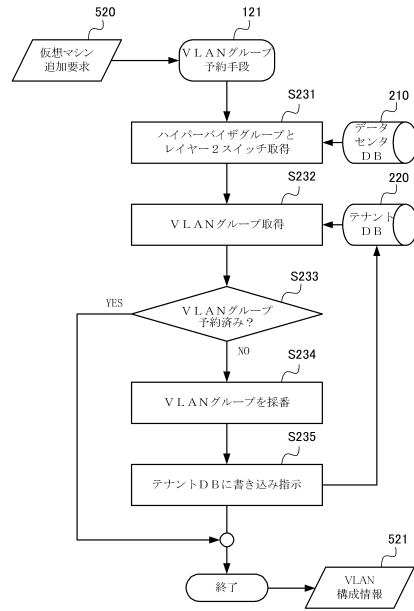 520
仮想マシン
追加要求
121
VLANグループ
予約手段
S231
ハイパーバイザグループと
レイヤー2スイッチ取得
210
データ
センタ
DB
S232
VLANグループ取得
220
テナント
DB
S233
VLANグループ
予約済み?
YES
NO
S234
VLANグループを採番
S235
テナントDBに書き込み指示
終了
521
VLAN
構成情報